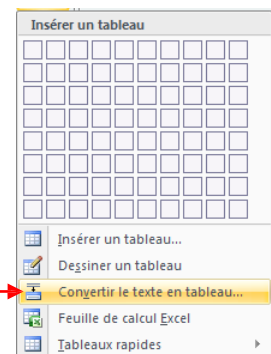 Insérer un tableau
Insérer un tableau...
Dessiner un tableau
Convertir le texte en tableau...
Feuille de calcul Excel
Tableaux rapides